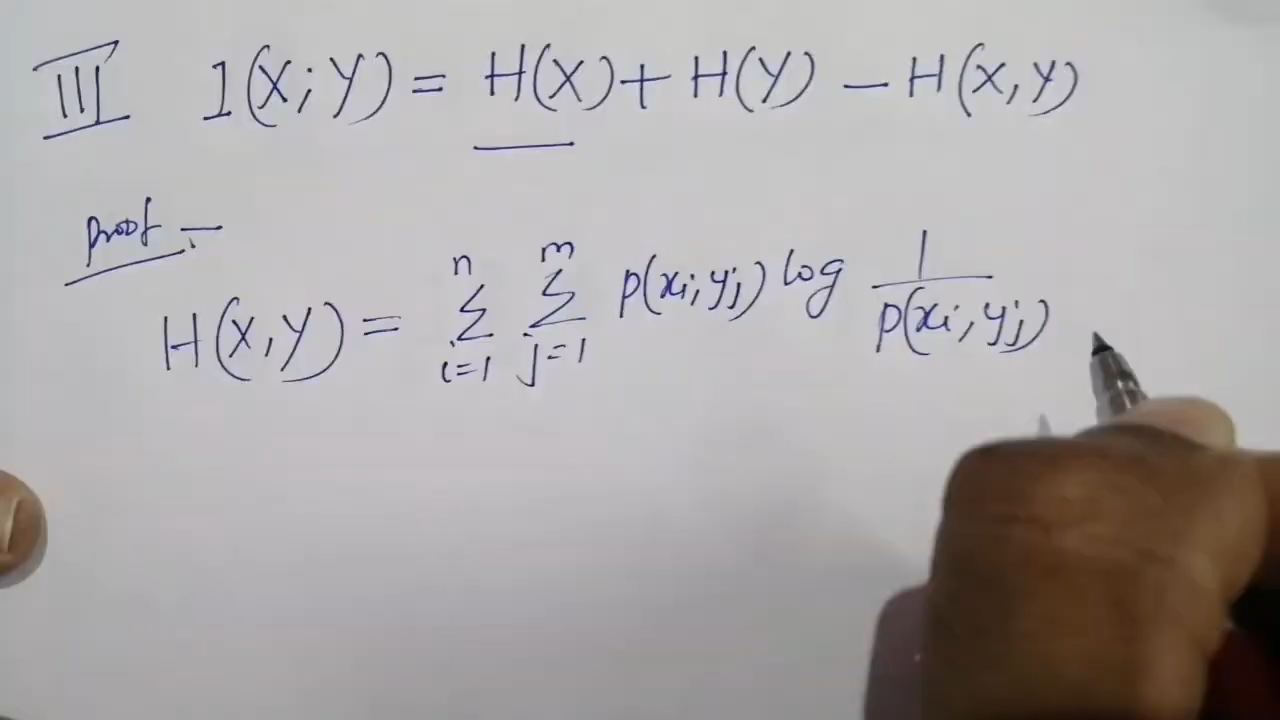 III I(X;Y) = H(X) + H(Y) – H(X,Y)
Proof –
H(X,Y) = n∑i=1 m∑j=1 p(xi,yj) log 1/p(xi,yj)